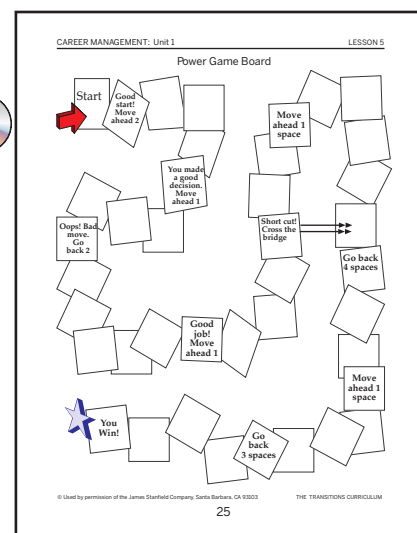 CAREER MANAGEMENT: Unit 1
LESSON 5
Power Game Board
Start
Good
start!
Move
ahead 2
You made
a good
decision.
Move
ahead 1
Oops! Bad
move.
Go
back 2
Good
job!
Move
ahead 1
Short cut!
Cross the
bridge
Move
ahead 1
space
Go back
4 spaces
Move
ahead 1
space
Go
back
3 spaces
You
Win!
© Used by permission of the James Stanfield Company, Santa Barbara, CA 93103
THE TRANSITIONS CURRICULUM
25